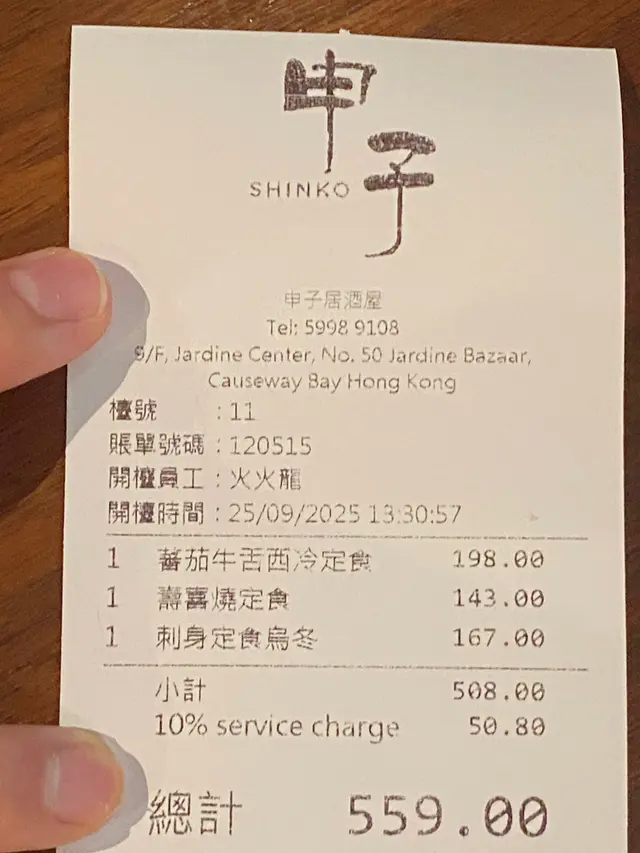 申子
SHINKO
申子居酒屋
Tel: 5998 9108
9/F, Jardine Center, No. 50 Jardine Bazaar,
Causeway Bay Hong Kong
檯號 : 11
賬單號碼 : 120515
開檯員工 : 火火龍
開檯時間 : 25/09/2025 13:30:57
1 蕃茄牛舌西冷定食 198.00
1 壽喜燒定食 143.00
1 刺身定食烏冬 167.00
小計 508.00
10% service charge 50.80
總計 559.00